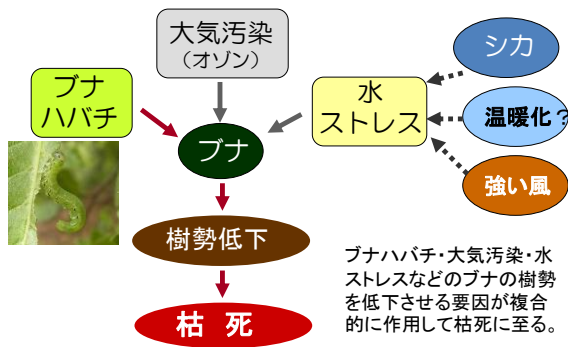 大気汚染
(オゾン)
シカ
ブナ
ハバチ
水
ストレス
温暖化？
ブナ
強い風
樹勢低下
枯 死
ブナハバチ・大気汚染・水
ストレスなどのブナの樹勢
を低下させる要因が複合
的に作用して枯死に至る。